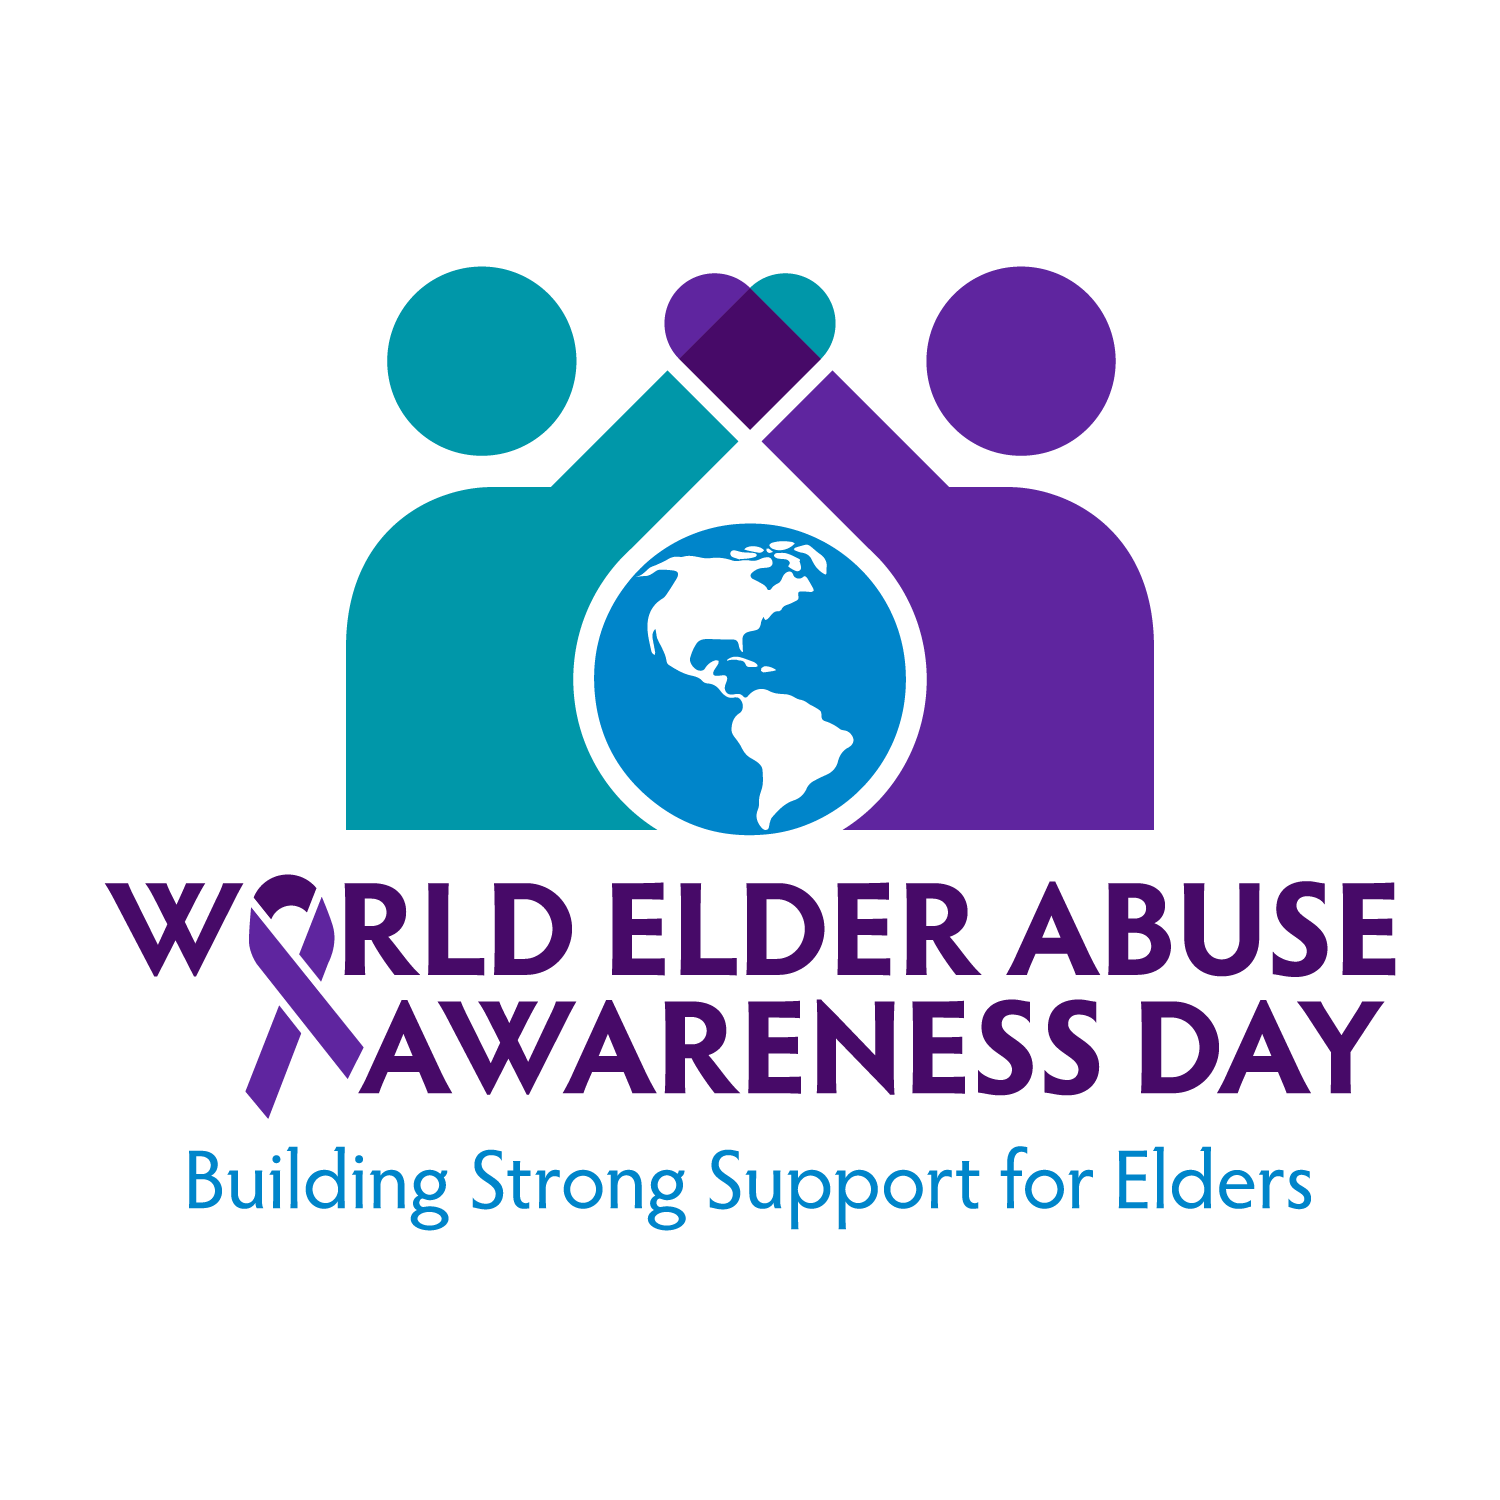 WORLD ELDER ABUSE
AWARENESS DAY
Building Strong Support for Elders